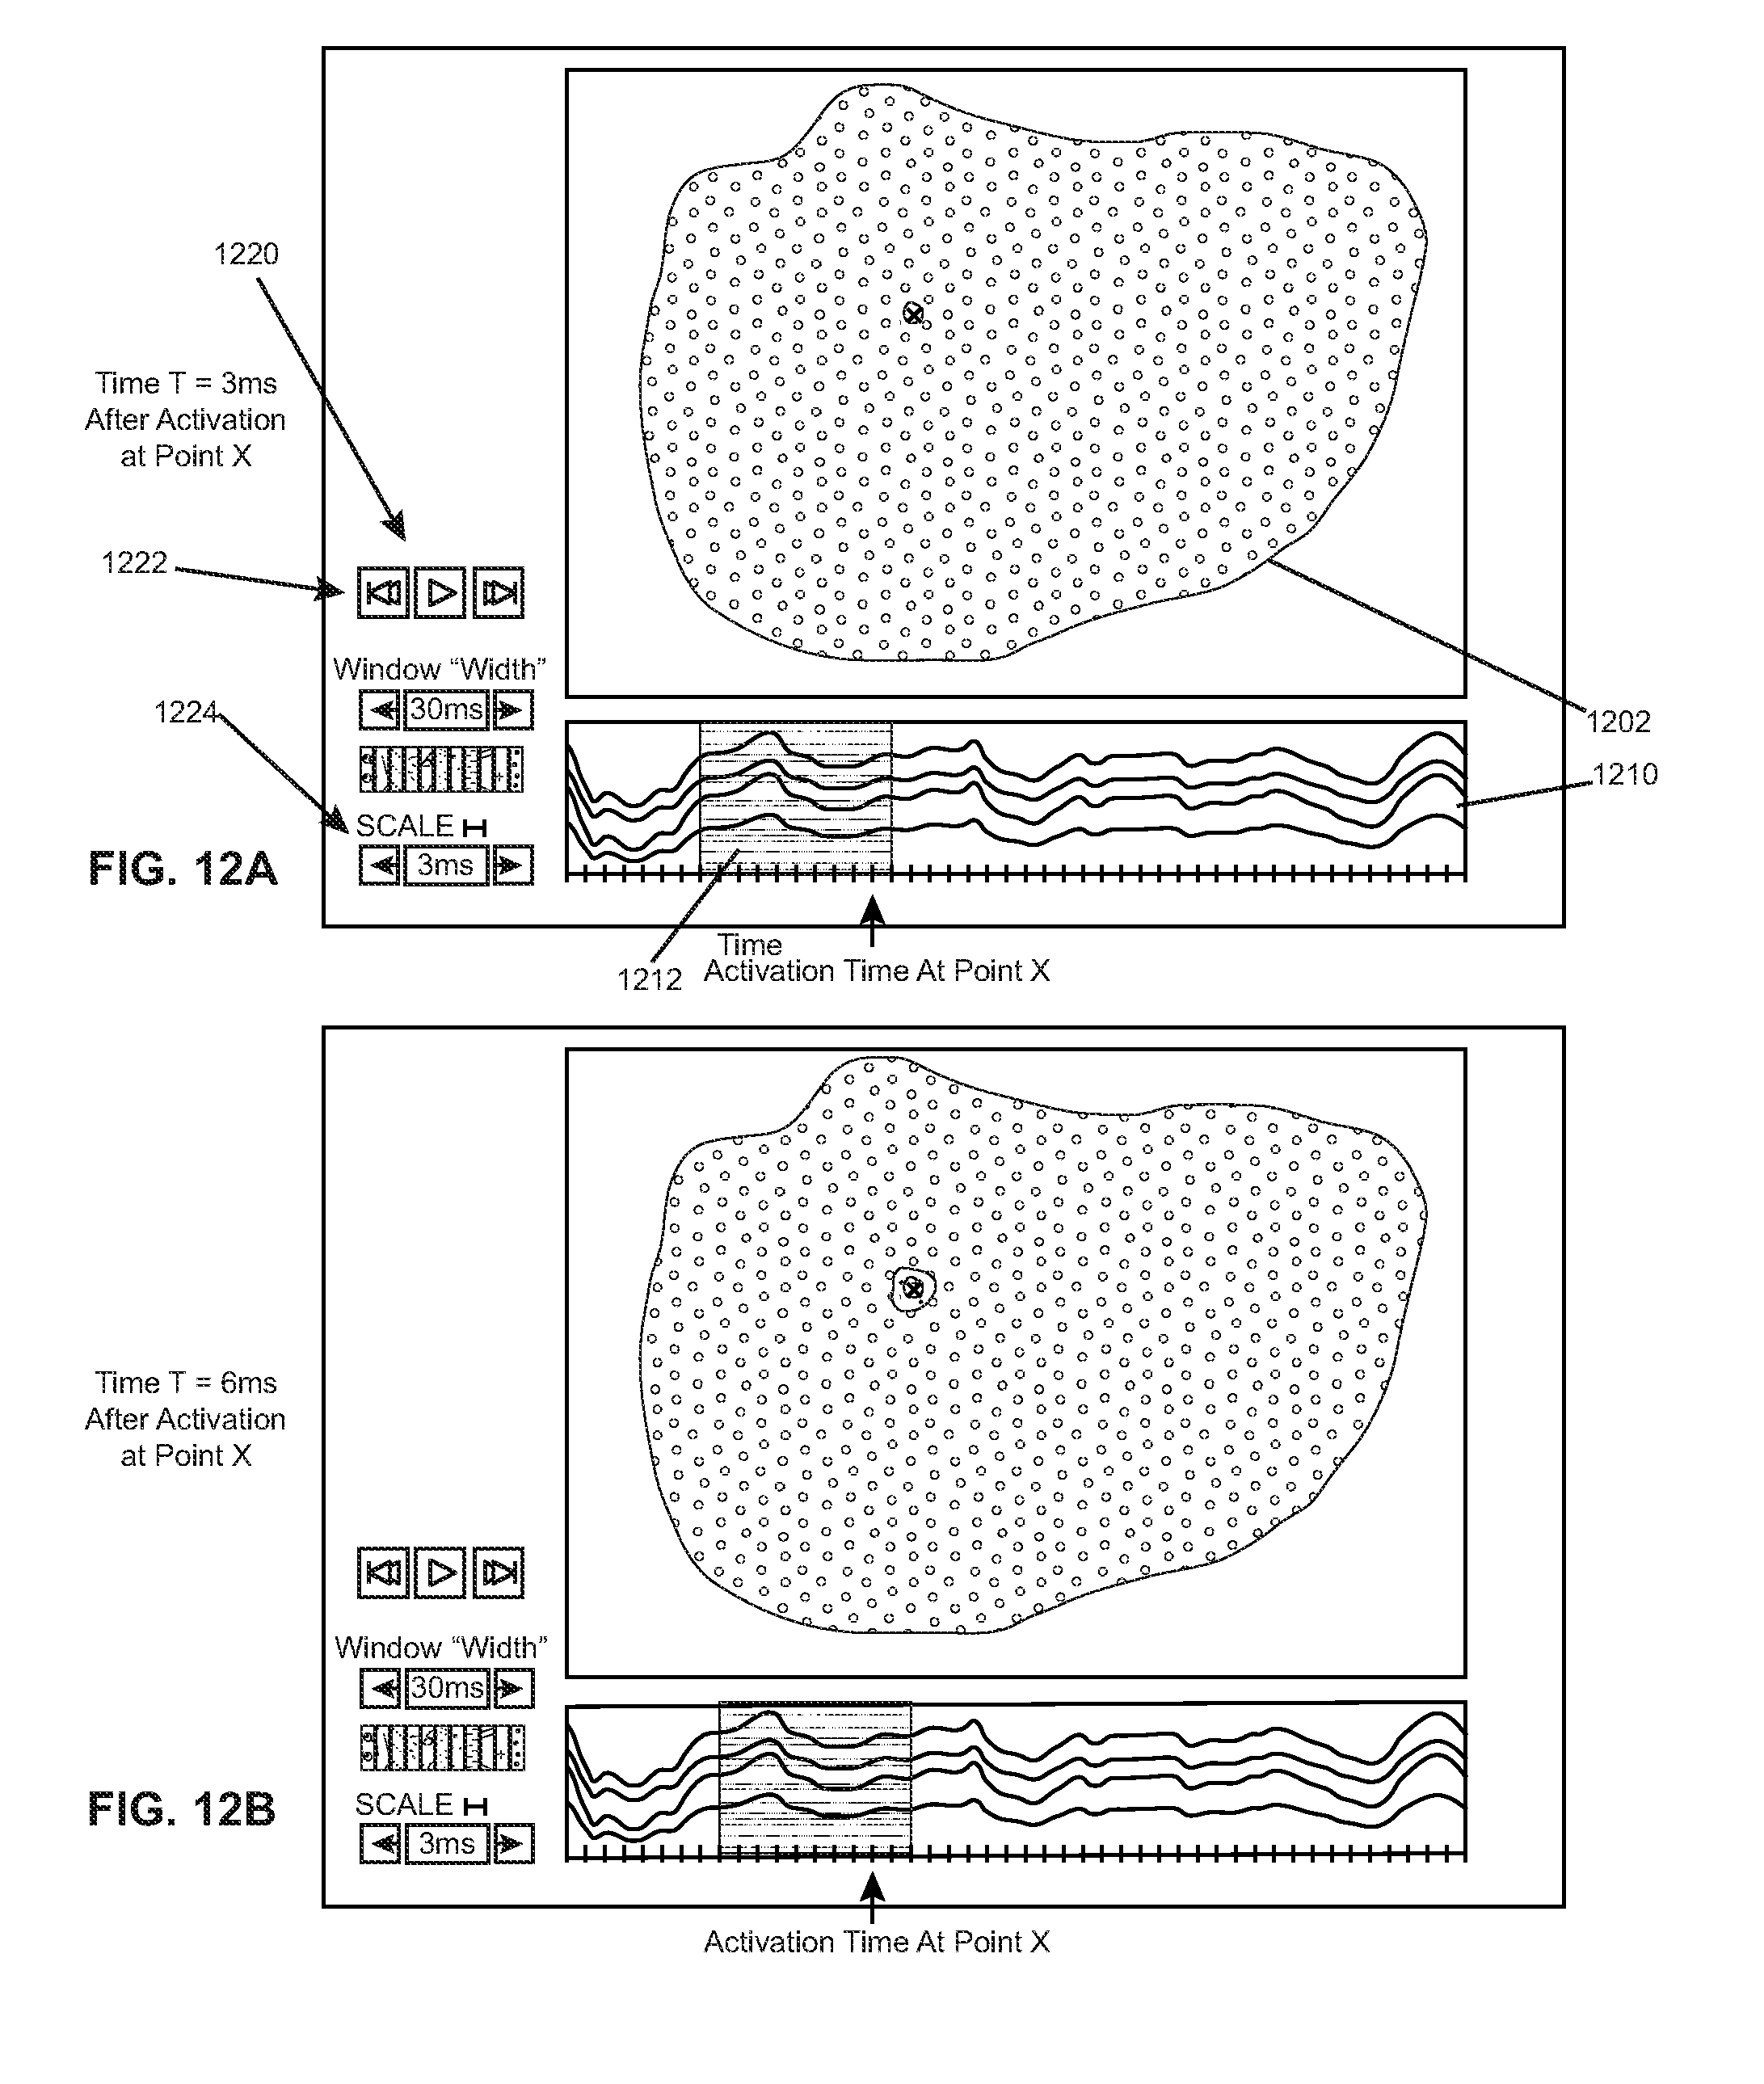 1220
Time T = 3ms
After Activation
at Point X
1222
Window “Width”
30ms
1224
SCALE
3ms
FIG. 12A
1202
1210
1212
Time
Activation Time At Point X
Time T = 6ms
After Activation
at Point X
Window “Width”
30ms
SCALE
3ms
FIG. 12B
Activation Time At Point X